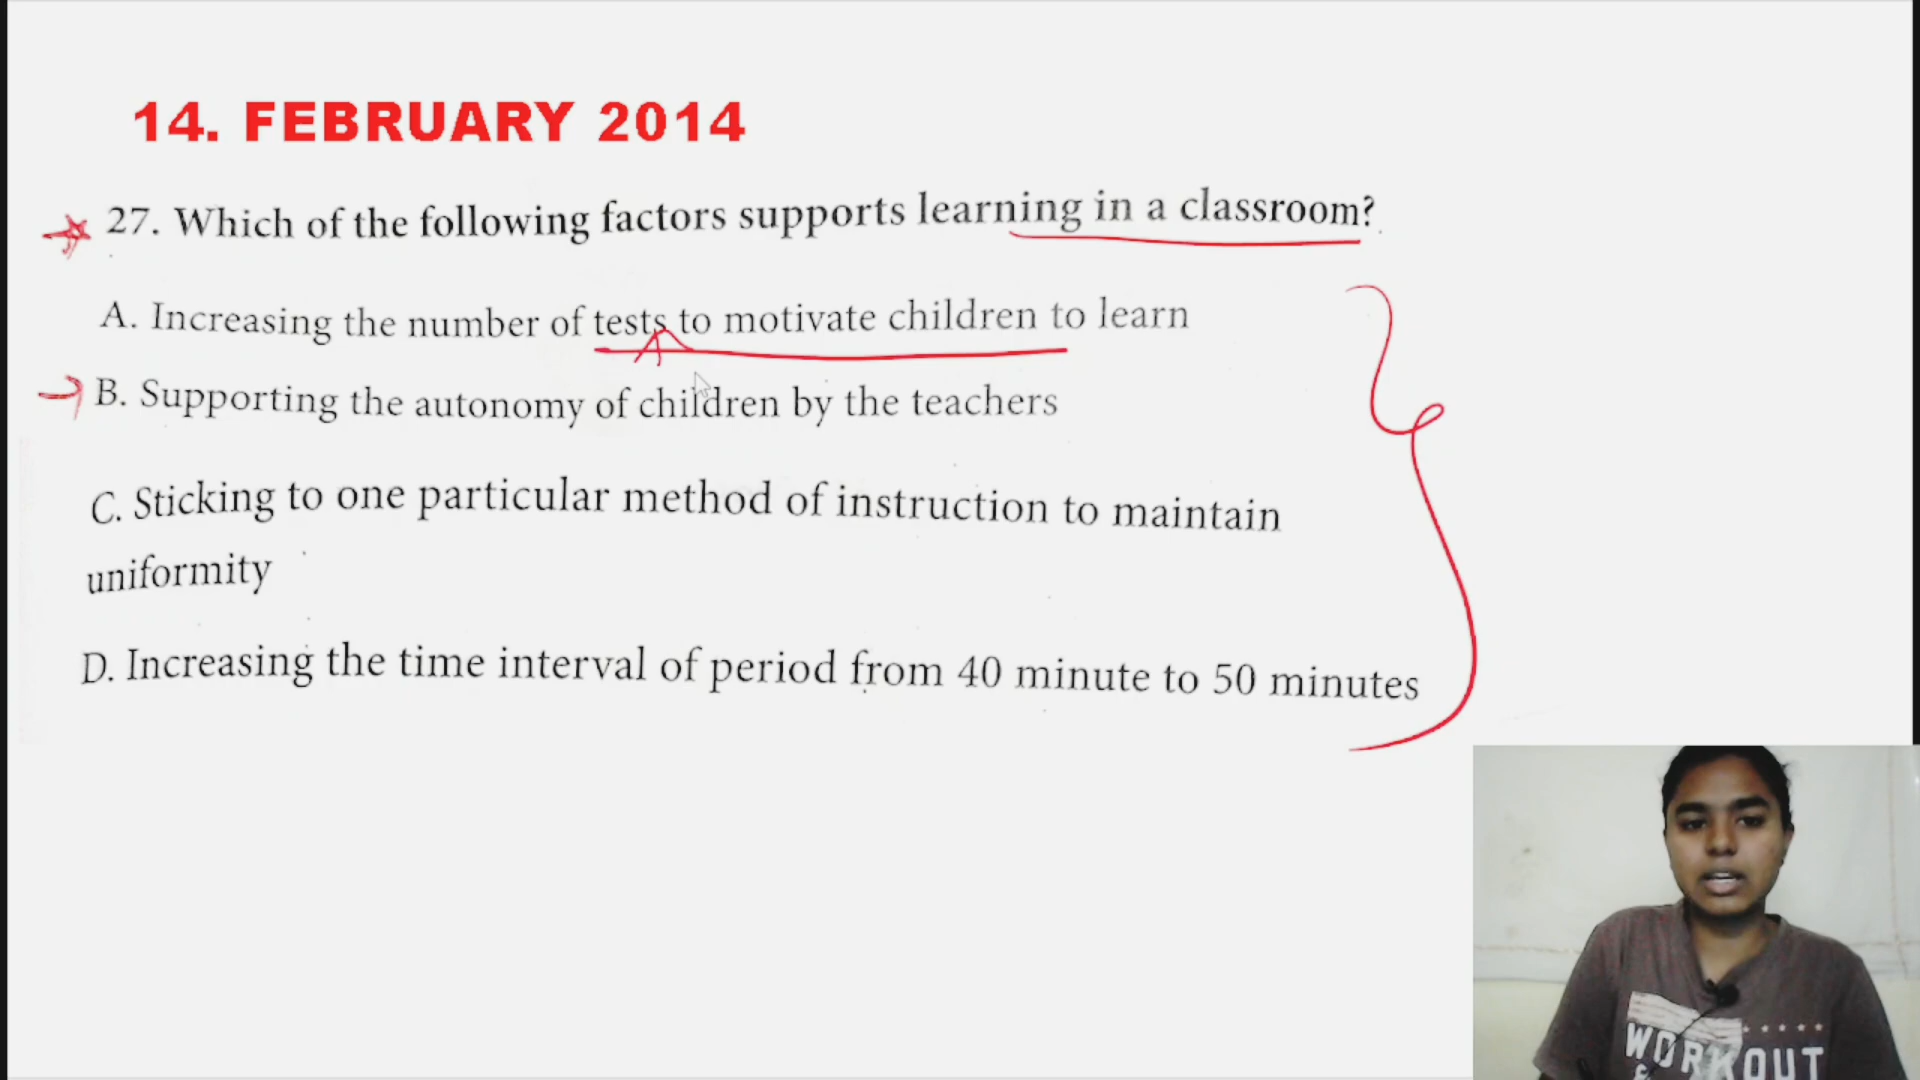 14. FEBRUARY 2014
27. Which of the following factors supports learning in a classroom?
A. Increasing the number of tests to motivate children to learn
B. Supporting the autonomy of children by the teachers
C. Sticking to one particular method of instruction to maintain
uniformity
D. Increasing the time interval of period from 40 minute to 50 minutes
WORKOUT